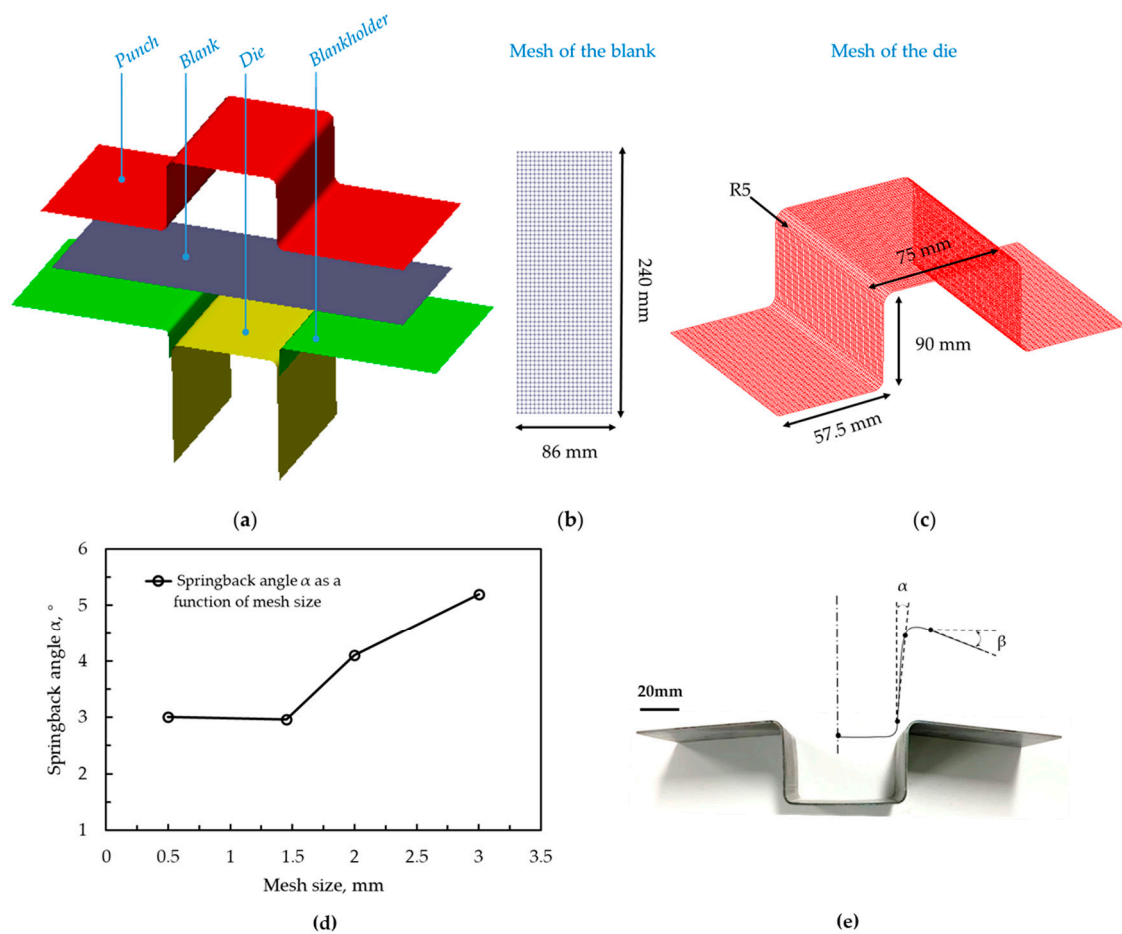 Punch
Blank
Die
Blankholder
Mesh of the blank
Mesh of the die
240 mm
86 mm
R5
75 mm
90 mm
57.5 mm
(a)
(b)
(c)
6
5
4
3
2
1
Springback angle α, °
Springback angle α as a
function of mesh size
0
0.5
1
1.5
2
2.5
3
3.5
Mesh size, mm
(d)
α
β
20mm
(e)